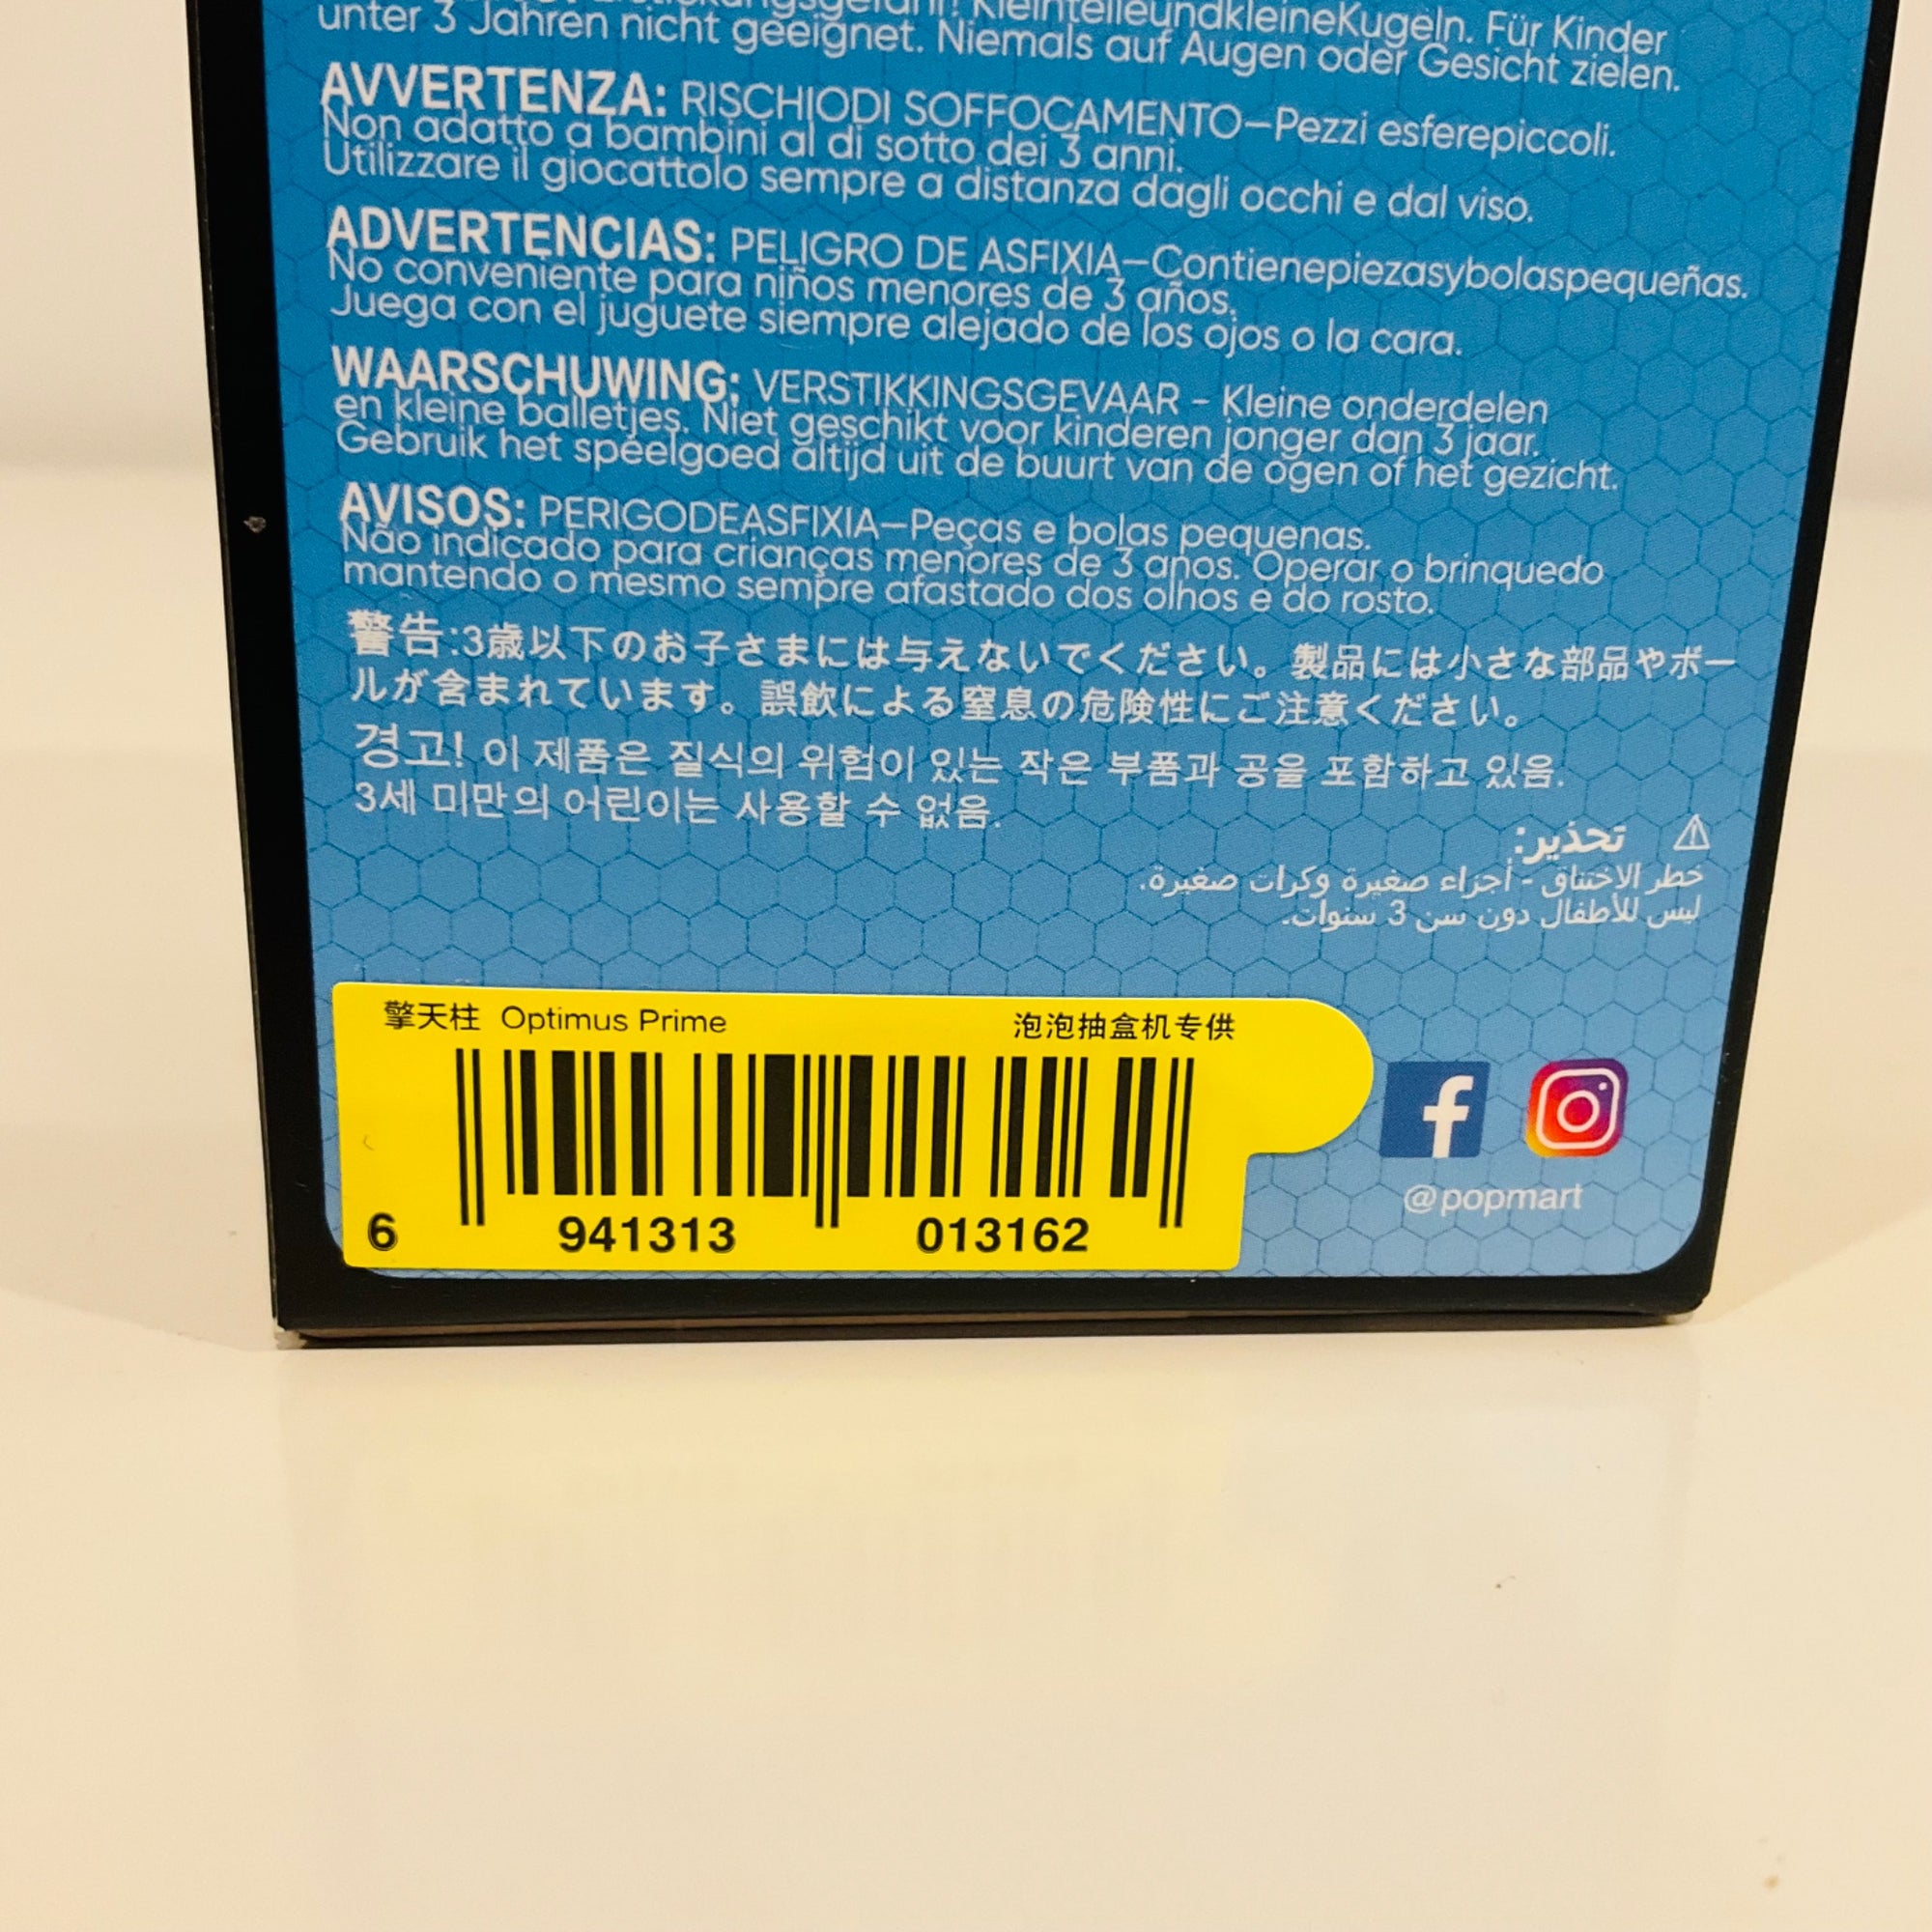 KleinteileundkleineKugeln. Für Kinder
unter 3 Jahren nicht geeignet. Niemals auf Augen oder Gesicht zielen.
AVVERTENZA: RISCHIODI SOFFOCAMENTO–Pezzi esferepiccoli.
Non adatto a bambini al di sotto dei 3 anni.
Utilizzare il giocattolo sempre a distanza dagli occhi e dal viso.
ADVERTENCIAS: PELIGRO DE ASFIXIA–Contienepiezasybolaspequeñas.
No conveniente para niños menores de 3 años.
Juega con el juguete siempre alejado de los ojos o la cara.
WAARSCHUWING: VERSTIKKINGSGEVAAR - Kleine onderdelen
en kleine balletjes. Niet geschikt voor kinderen jonger dan 3 jaar.
Gebruik het speelgoed altijd uit de buurt van de ogen of het gezicht.
AVISOS: PERIGODEASFIXIA–Peças e bolas pequenas.
Não indicado para crianças menores de 3 anos. Operar o brinquedo
mantendo o mesmo sempre afastado dos olhos e do rosto.
警告:3歳以下のお子さまには与えないでください。製品には小さな部品やボー
ルが含まれています。誤飲による窒息の危険性にご注意ください。
경고! 이 제품은 질식의 위험이 있는 작은 부품과 공을 포함하고 있음.
3세 미만의 어린이는 사용할 수 없음.
⚠ تحذير:
خطر الاختناق - أجزاء صغيرة وكرات صغيرة.
ليس للأطفال دون سن 3 سنوات.
擎天柱 Optimus Prime 泡泡抽盒机专供
6 941313 013162
@popmart